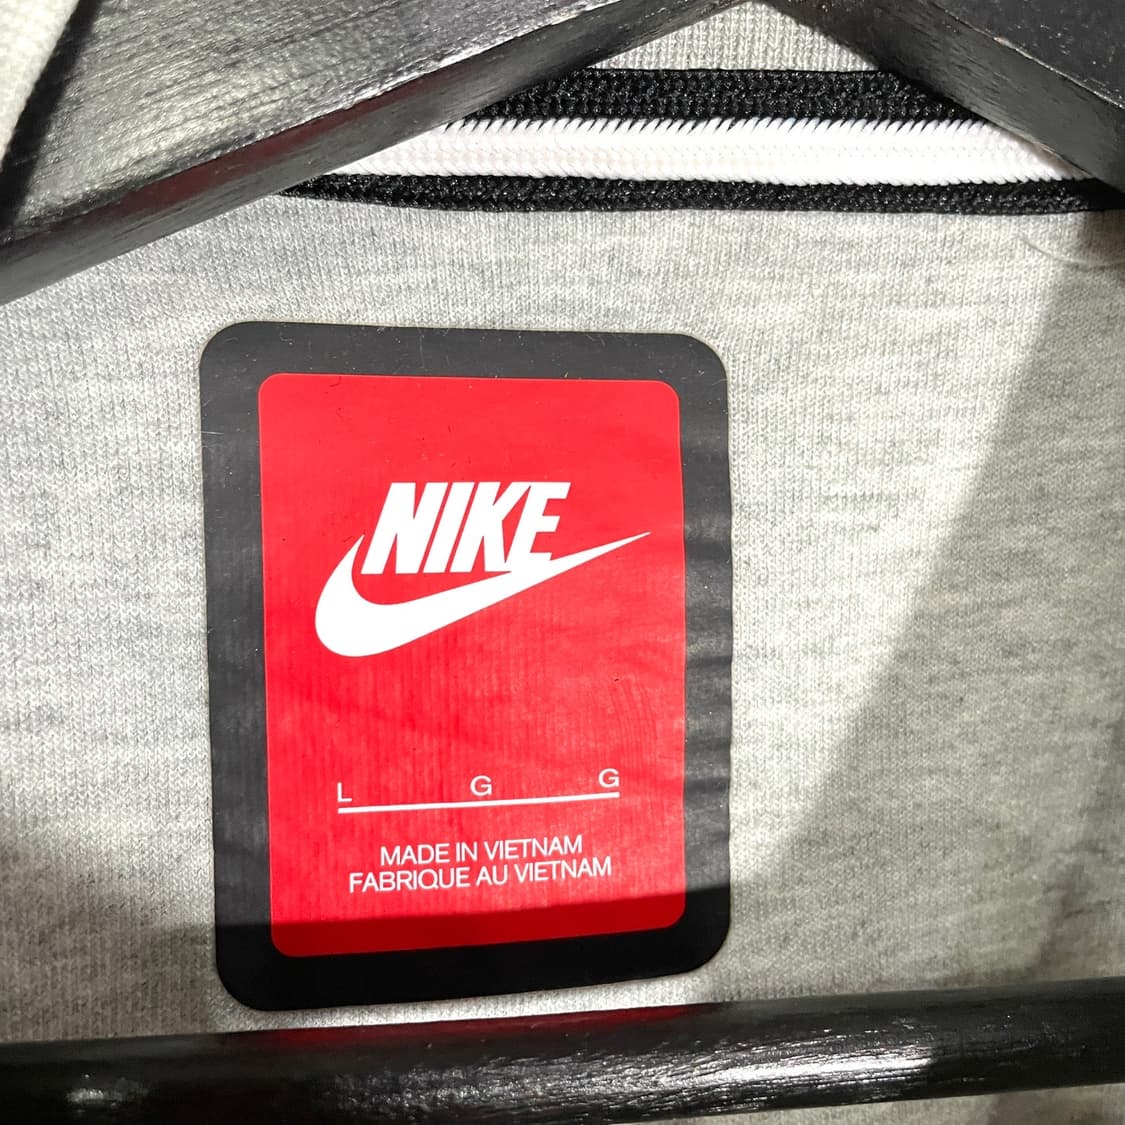 NIKE
L G G
MADE IN VIETNAM
FABRIQUE AU VIETNAM